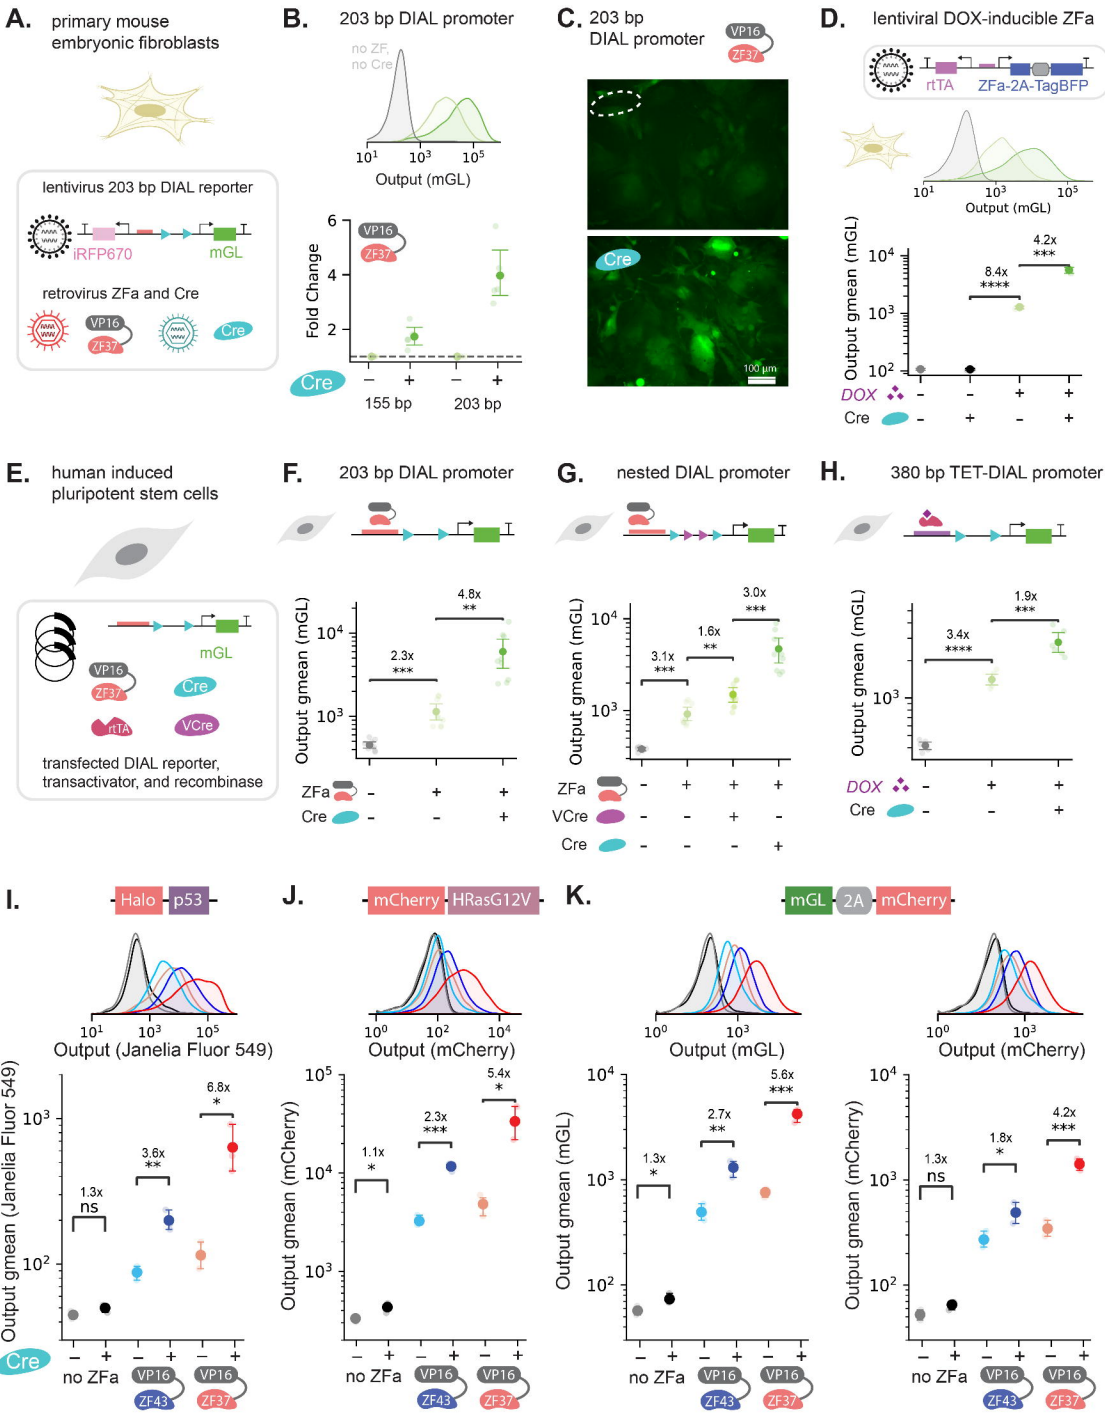 A.
primary mouse
embryonic fibroblasts
lentivirus 203 bp DIAL reporter
iRFP670
mGL
retrovirus ZFa and Cre
VP16
ZF37
Cre
B.
203 bp DIAL promoter
no ZF,
no Cre
10¹ 10³ 10⁵
Output (mGL)
VP16
ZF37
Fold Change
6
4
2
Cre
– + – +
155 bp 203 bp
C.
203 bp
DIAL promoter
VP16
ZF37
Cre
100 µm
D.
lentiviral DOX-inducible ZFa
rtTA
ZFa-2A-TagBFP
10¹ 10³ 10⁵
Output (mGL)
Output gmean (mGL)
10⁴
10³
10²
8.4x
****
4.2x
***
DOX – – + +
Cre – + – +
E.
human induced
pluripotent stem cells
mGL
VP16
ZF37
Cre
rtTA
VCre
transfected DIAL reporter,
transactivator, and recombinase
F.
203 bp DIAL promoter
Output gmean (mGL)
10⁴
10³
2.3x
***
4.8x
**
ZFa – + +
Cre – – +
G.
nested DIAL promoter
Output gmean (mGL)
10⁴
10³
3.1x
***
1.6x
**
3.0x
***
ZFa – + + +
VCre – – + –
Cre – – – +
H.
380 bp TET-DIAL promoter
Output gmean (mGL)
10³
3.4x
****
1.9x
***
DOX – + +
Cre – – +
I.
Halo p53
10¹ 10³ 10⁵
Output (Janelia Fluor 549)
Output gmean (Janelia Fluor 549)
10³
10²
1.3x
ns
3.6x
**
6.8x
*
Cre
– + – + – +
no ZFa
VP16
ZF43
VP16
ZF37
J.
mCherry HRasG12V
10⁰ 10² 10⁴
Output (mCherry)
Output gmean (mCherry)
10⁵
10⁴
10³
1.1x
*
2.3x
***
5.4x
*
– + – + – +
no ZFa
VP16
ZF43
VP16
ZF37
K.
mGL 2A mCherry
10⁰ 10³
Output (mGL)
Output gmean (mGL)
10⁴
10³
10²
1.3x
*
2.7x
**
5.6x
***
– + – + – +
no ZFa
VP16
ZF43
VP16
ZF37
10⁰ 10³
Output (mCherry)
Output gmean (mCherry)
10⁴
10³
10²
1.3x
ns
1.8x
*
4.2x
***
– + – + – +
no ZFa
VP16
ZF43
VP16
ZF37